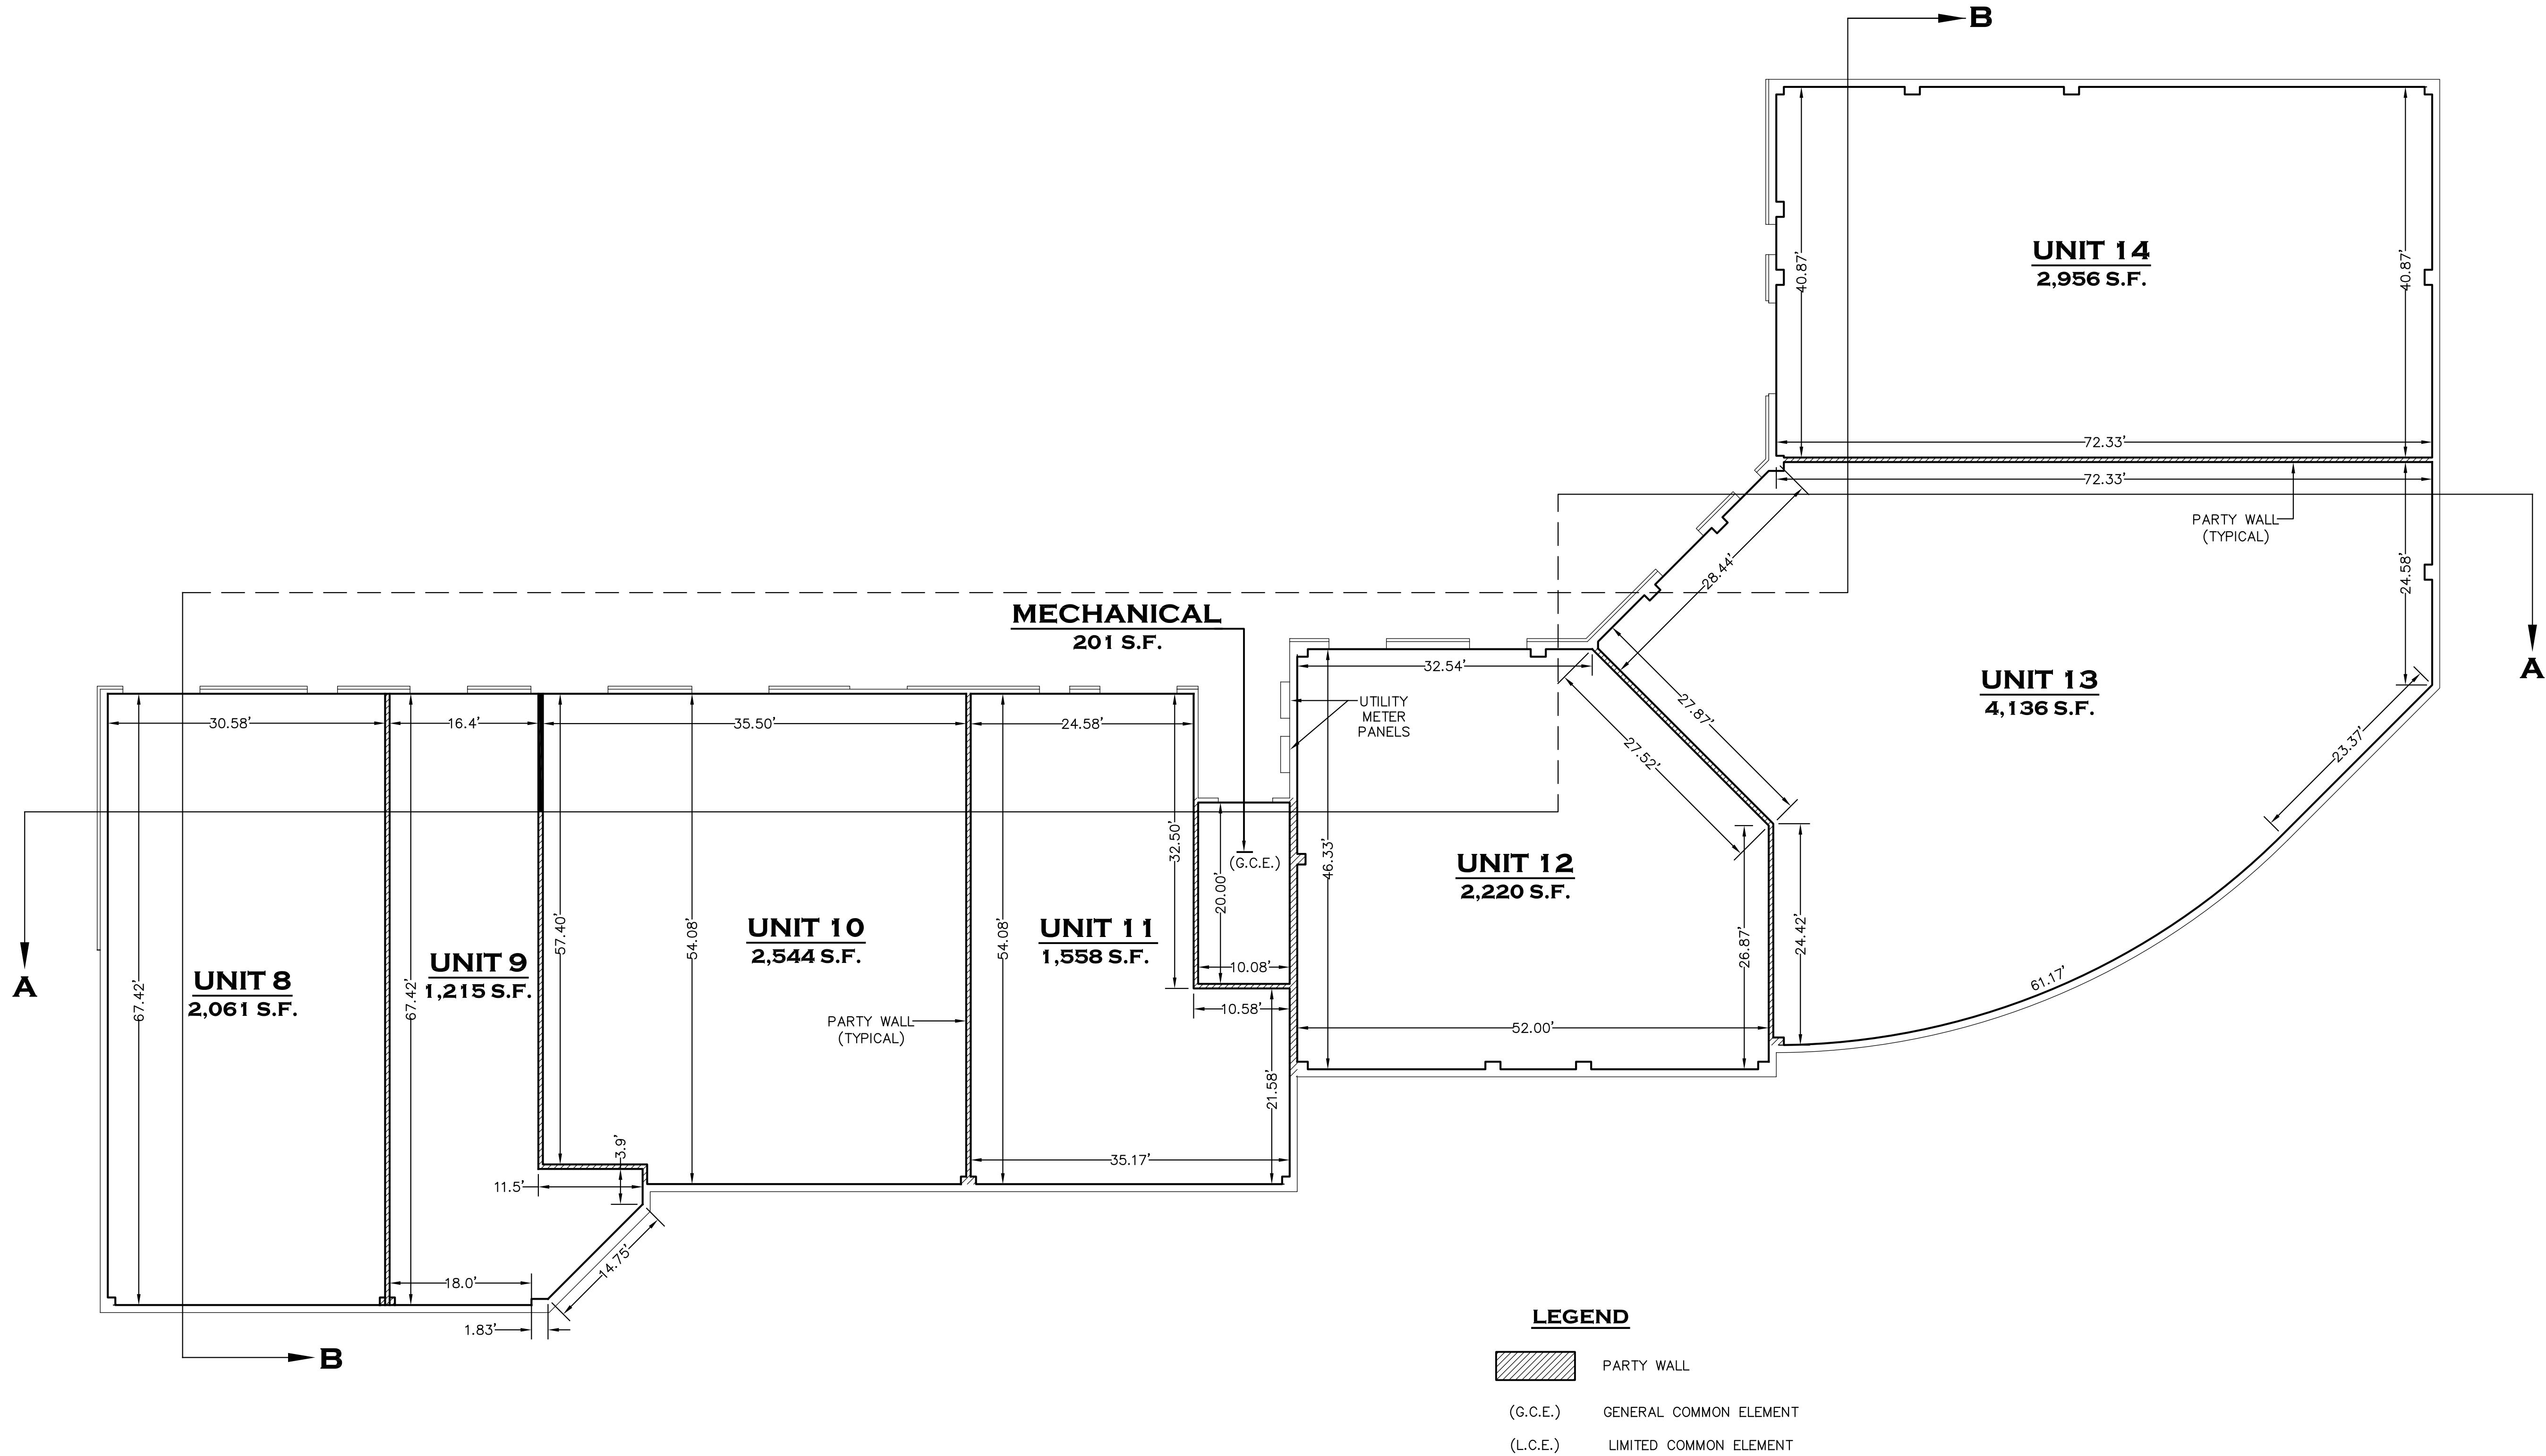 B
UNIT 14
2,956 S.F.
40.87'
40.87'
72.33'
72.33'
PARTY WALL
(TYPICAL)
24.58'
28.44'
A
MECHANICAL
201 S.F.
32.54'
UTILITY
METER
PANELS
27.87'
27.52'
UNIT 13
4,136 S.F.
23.37'
30.58'
16.4'
35.50'
24.58'
32.50'
(G.C.E.)
20.00'
46.33'
UNIT 12
2,220 S.F.
57.40'
54.08'
UNIT 10
2,544 S.F.
54.08'
UNIT 11
1,558 S.F.
10.08'
26.87'
24.42'
A
67.42'
UNIT 8
2,061 S.F.
67.42'
UNIT 9
1,215 S.F.
61.17'
10.58'
PARTY WALL
(TYPICAL)
52.00'
21.58'
3.9'
35.17'
11.5'
14.75'
18.0'
1.83'
B
LEGEND
PARTY WALL
(G.C.E.) GENERAL COMMON ELEMENT
(L.C.E.) LIMITED COMMON ELEMENT